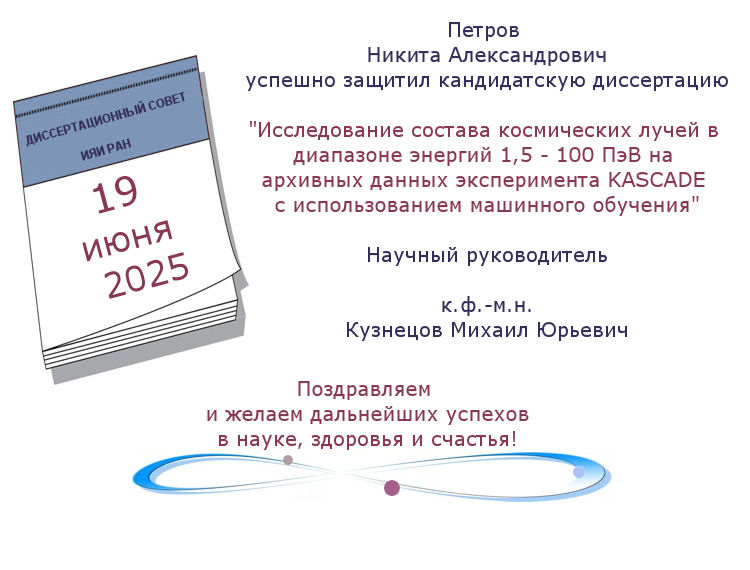 Петров
Никита Александрович
успешно защитил кандидатскую диссертацию
"Исследование состава космических лучей в
диапазоне энергий 1,5 - 100 ПэВ на
архивных данных эксперимента KASCADE
с использованием машинного обучения"
Научный руководитель
к.ф.-м.н.
Кузнецов Михаил Юрьевич
ДИССЕРТАЦИОННЫЙ СОВЕТ
ИЯИ РАН
19
июня
2025
Поздравляем
и желаем дальнейших успехов
в науке, здоровья и счастья!